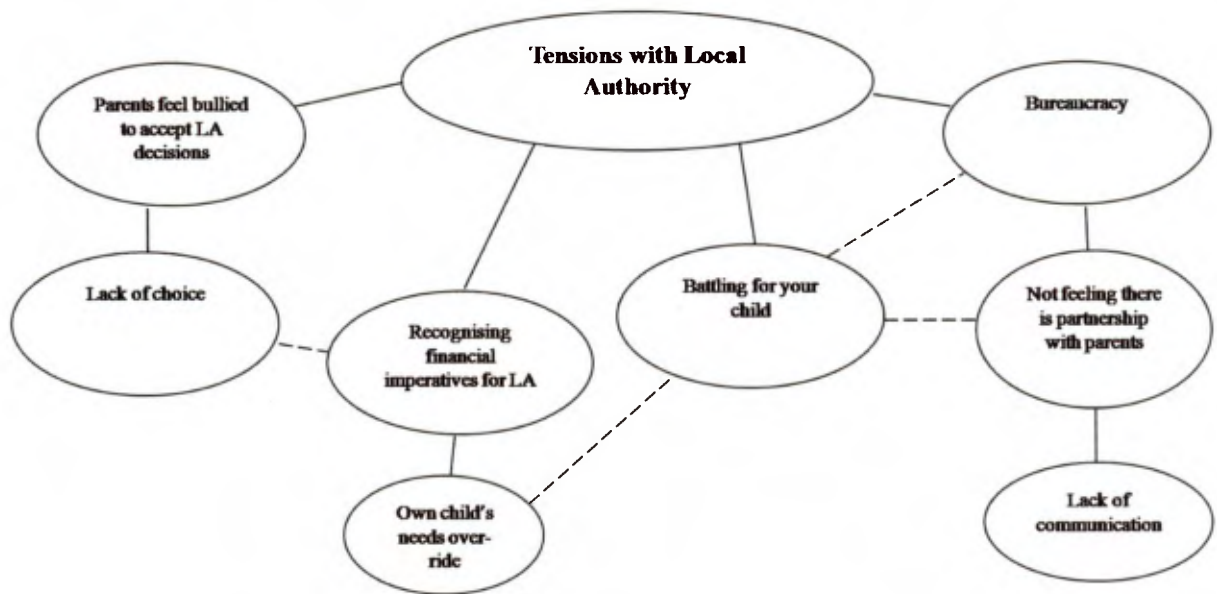 Tensions with Local
Authority
Parents feel bullied
to accept LA
decisions
Bureaucracy
Lack of choice
Battling for your
child
Not feeling there
is partnership
with parents
Recognising
financial
imperatives for LA
Own child's
needs over-
ride
Lack of
communication